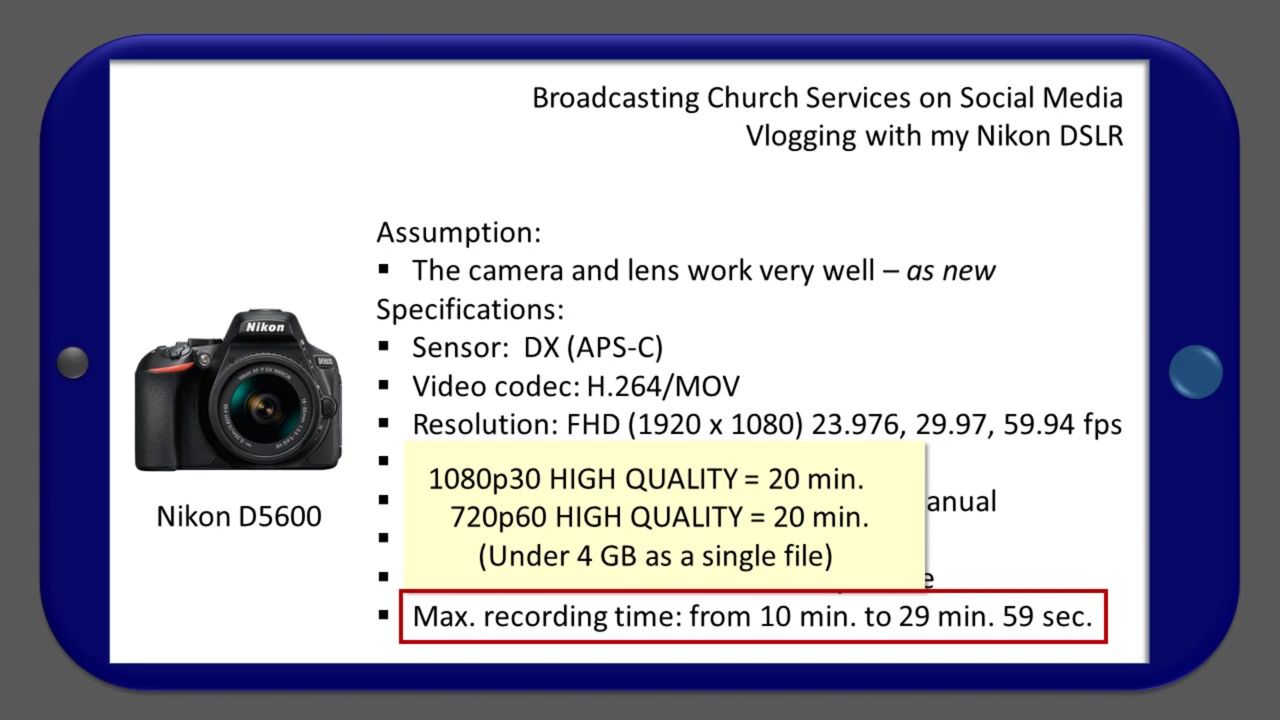 Broadcasting Church Services on Social Media
Vlogging with my Nikon DSLR
Assumption:
▪ The camera and lens work very well – as new
Specifications:
▪ Sensor: DX (APS-C)
▪ Video codec: H.264/MOV
▪ Resolution: FHD (1920 x 1080) 23.976, 29.97, 59.94 fps
1080p30 HIGH QUALITY = 20 min.
720p60 HIGH QUALITY = 20 min.
(Under 4 GB as a single file)
▪ Max. recording time: from 10 min. to 29 min. 59 sec.
Nikon
Nikon D5600